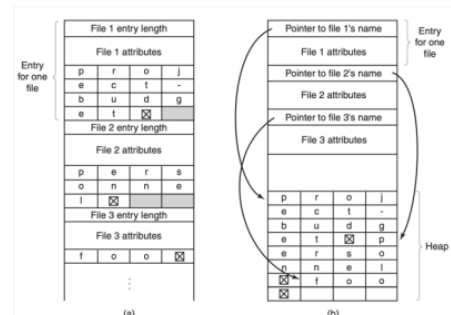 File 1 entry length
File 1 attributes
Entry
for one
file
p r o j
e c t -
b u d g
e t ☒
File 2 entry length
File 2 attributes
p e r s
o n n e
l ☒
File 3 entry length
File 3 attributes
f o o ☒
⋮
(a)
Pointer to file 1's name
File 1 attributes
Entry
for one
file
Pointer to file 2's name
File 2 attributes
Pointer to file 3's name
File 3 attributes
p r o j
e c t -
b u d g
e t ☒ p
e r s o
n n e l
☒ f o o
☒
Heap
(b)